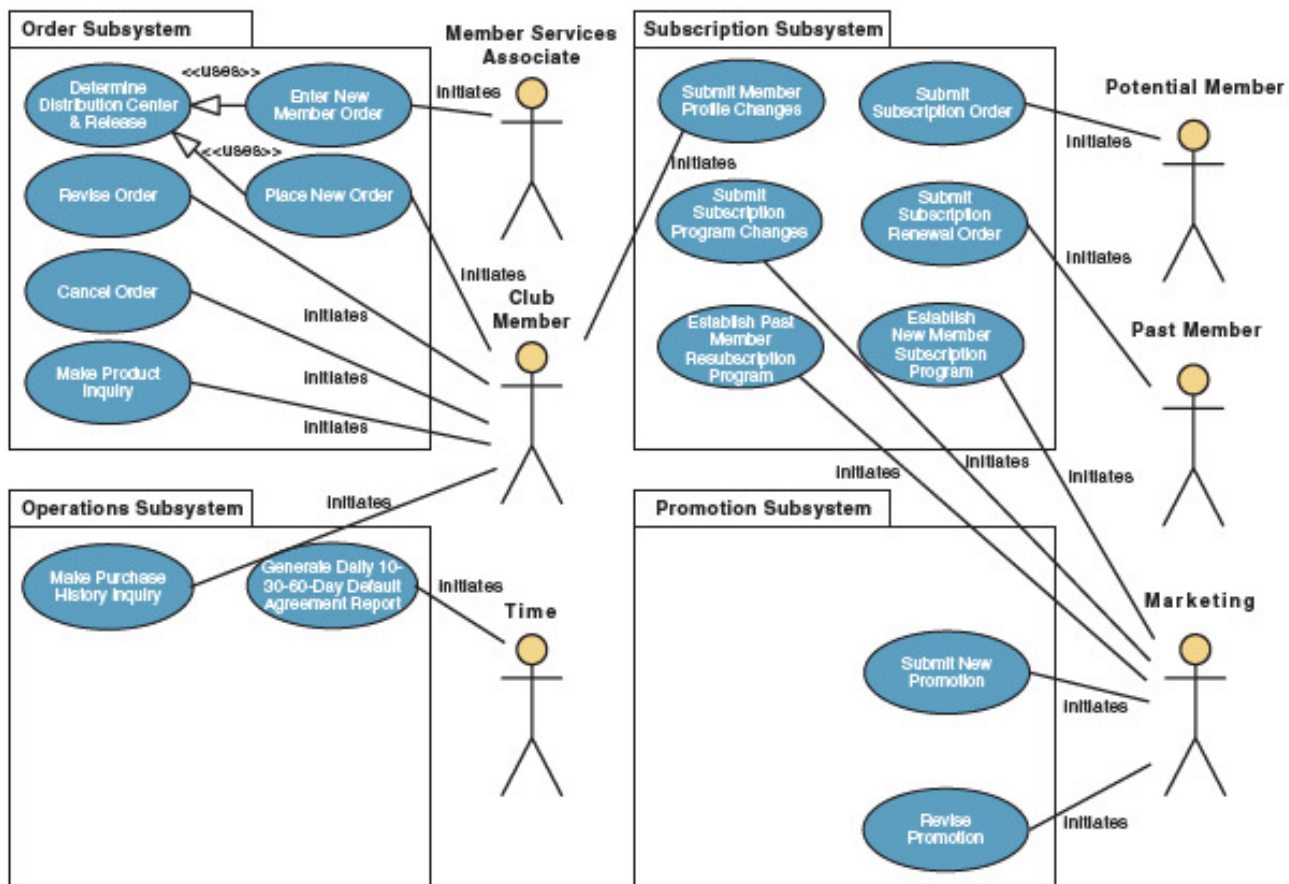 Order Subsystem
Determine
Distribution Center
& Release
<<uses>>
Enter New
Member Order
<<uses>>
Revise Order
Place New Order
Cancel Order
Make Product
Inquiry
Member Services
Associate
Initiates
Initiates
Initiates
Initiates
Initiates
Club
Member
Subscription Subsystem
Submit Member
Profile Changes
Submit
Subscription Order
Initiates
Submit
Subscription
Program Changes
Submit
Subscription
Renewal Order
Establish Past
Member
Resubscription
Program
Establish
New Member
Subscription
Program
Potential Member
Initiates
Initiates
Past Member
Initiates
Initiates
Initiates
Operations Subsystem
Initiates
Make Purchase
History Inquiry
Generate Daily 10-
30-60-Day Default
Agreement Report
Initiates
Time
Promotion Subsystem
Marketing
Submit New
Promotion
Initiates
Revise
Promotion
Initiates